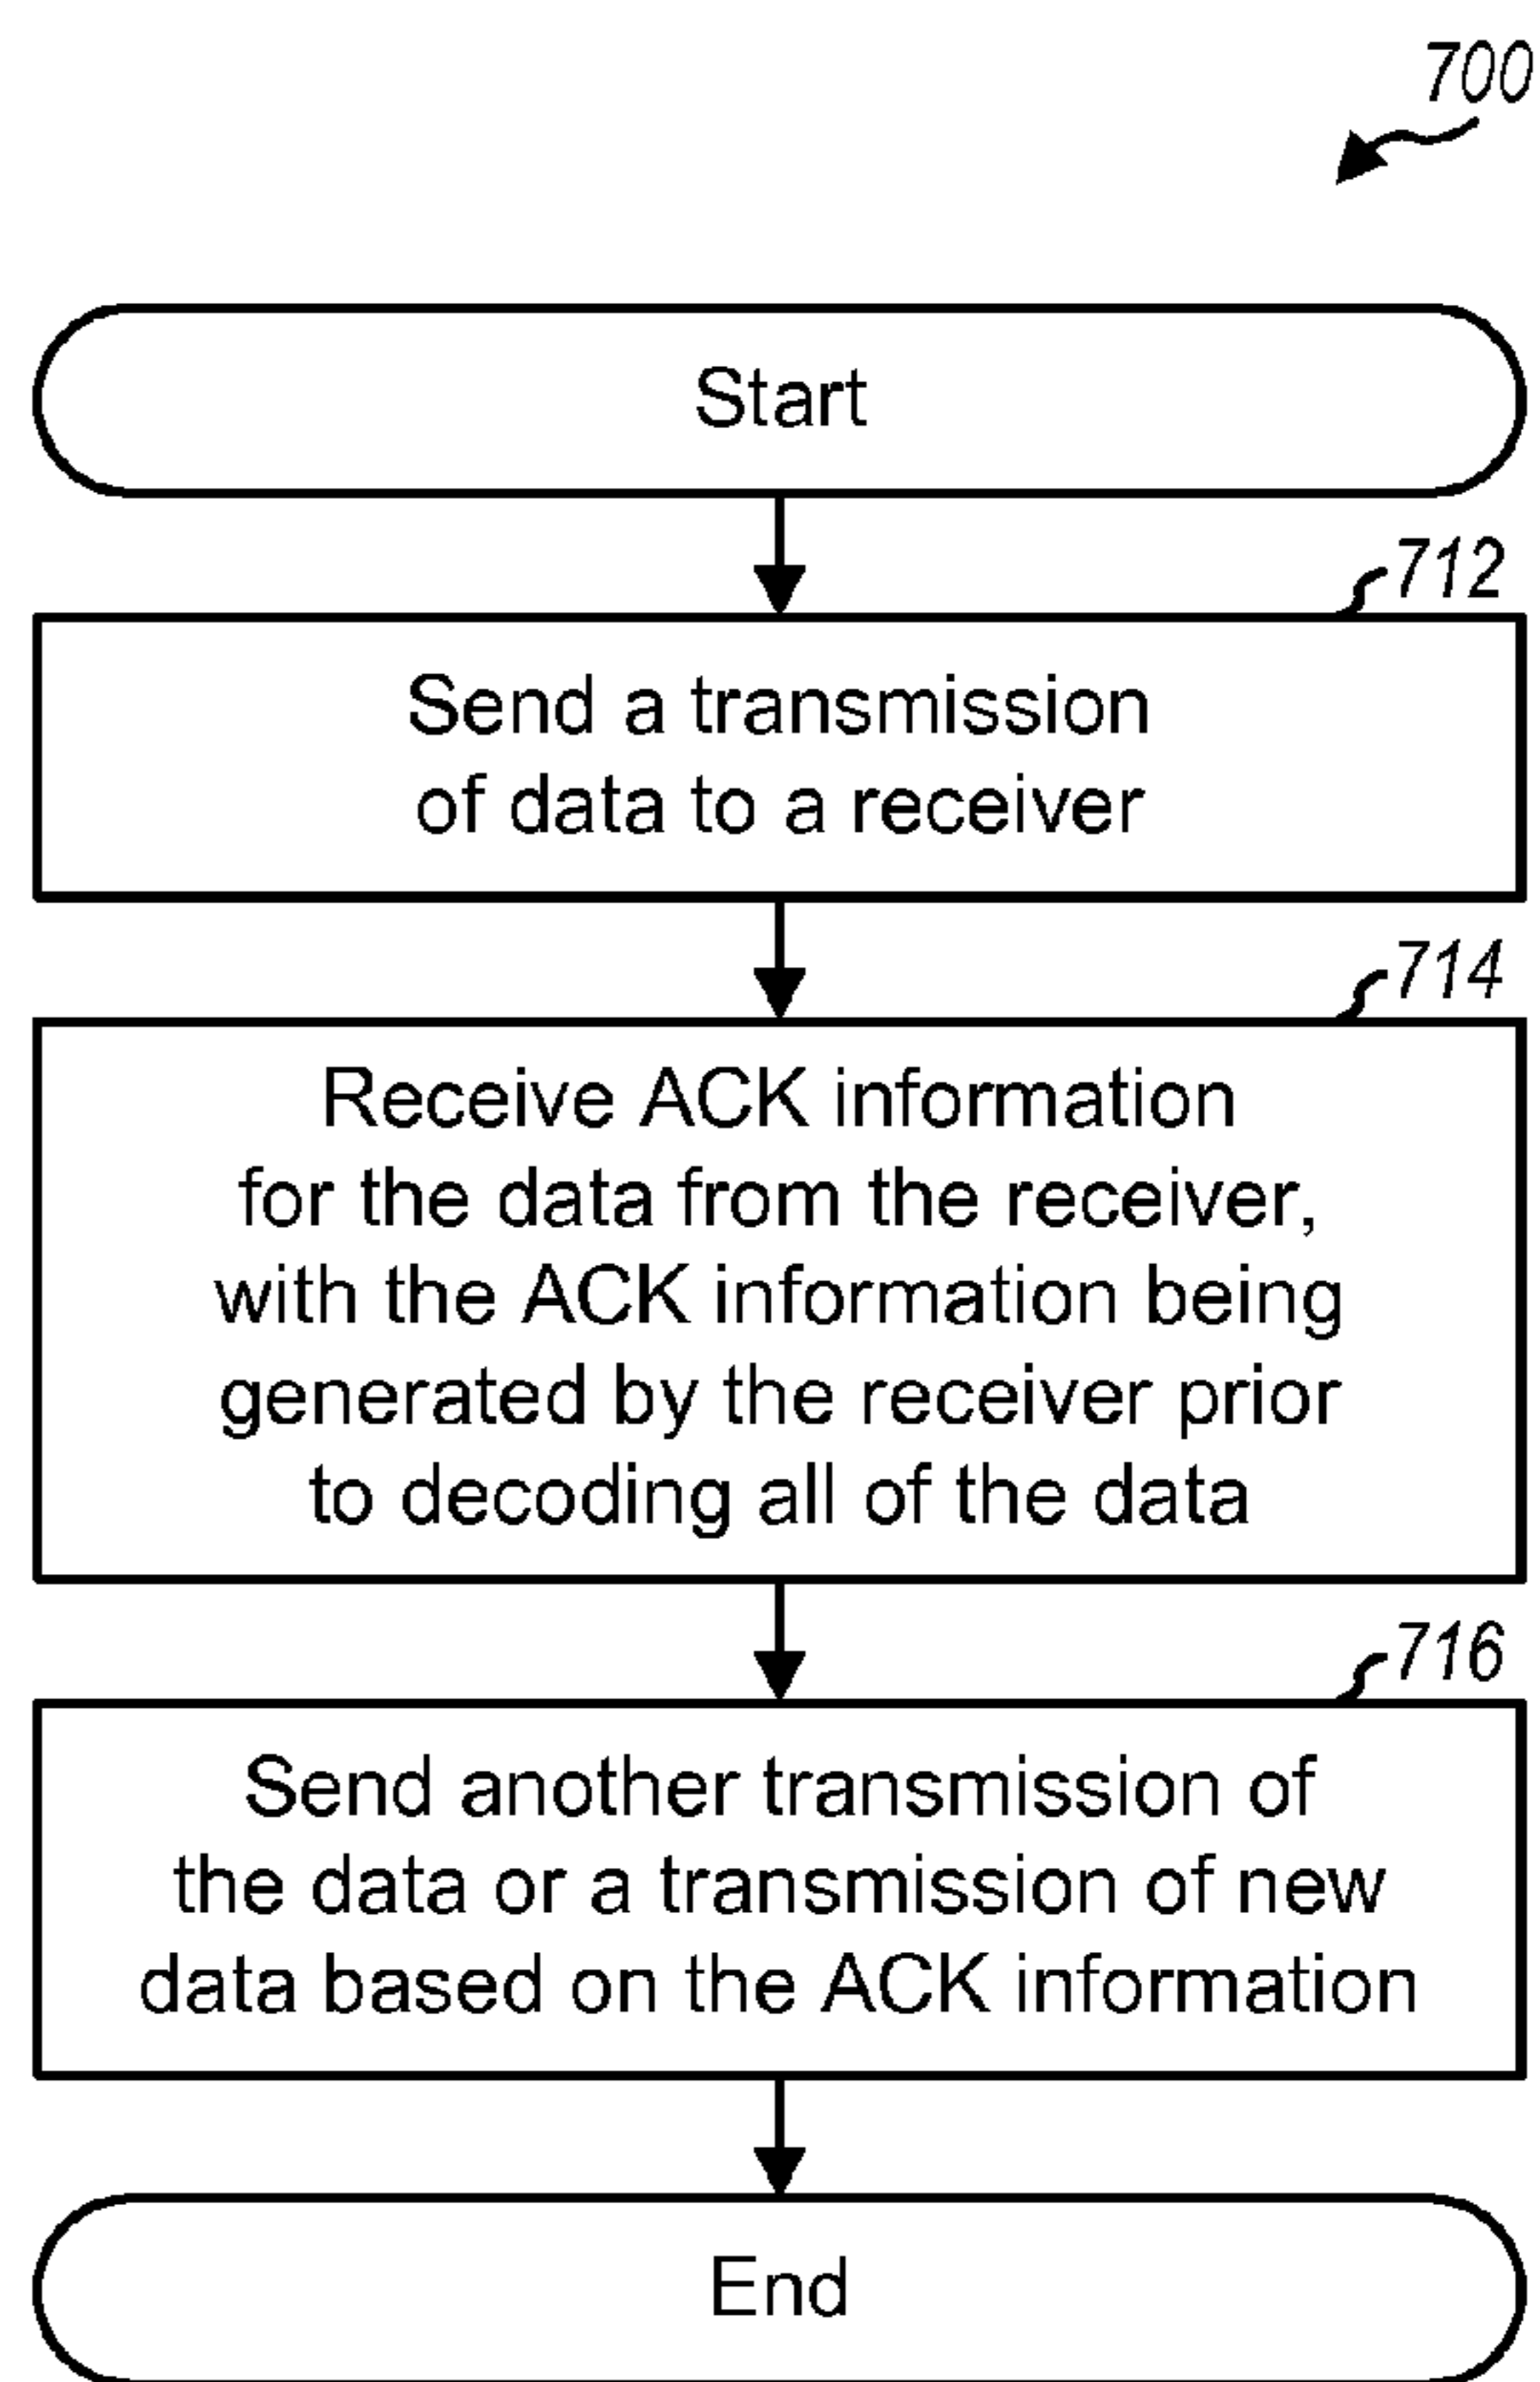 700
Start
712
Send a transmission
of data to a receiver
714
Receive ACK information
for the data from the receiver,
with the ACK information being
generated by the receiver prior
to decoding all of the data
716
Send another transmission of
the data or a transmission of new
data based on the ACK information
End